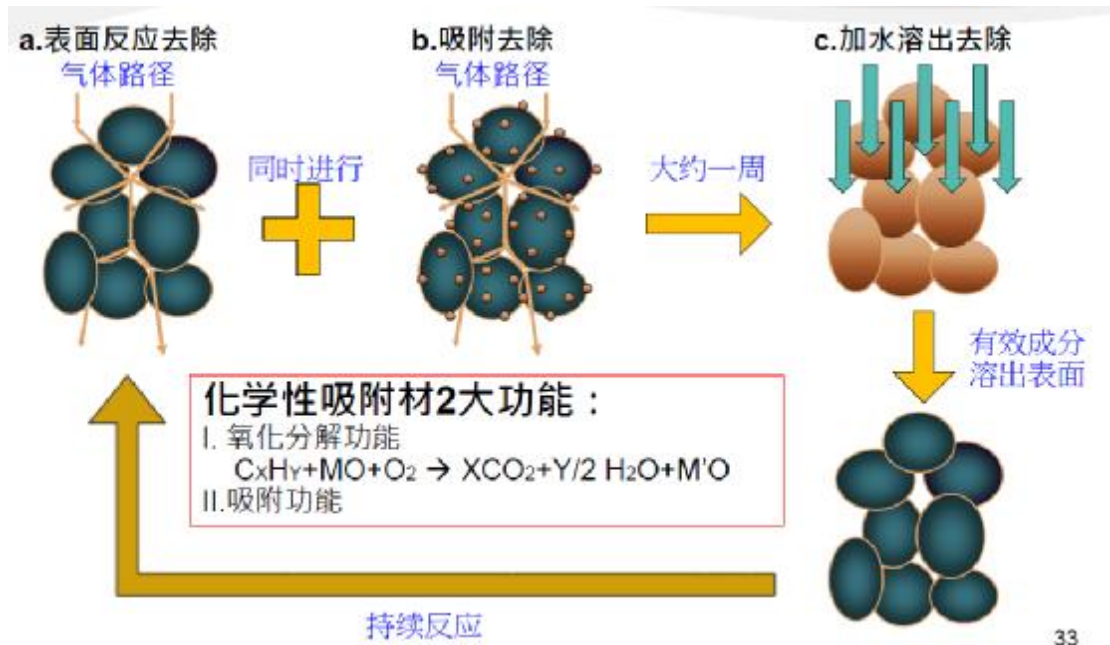 a.表面反应去除
气体路径
b.吸附去除
气体路径
c.加水溶出去除
同时进行
大约一周
有效成分
溶出表面
化学性吸附材2大功能：
I. 氧化分解功能
CxHY+MO+O2 → XCO2+Y/2 H2O+M'O
II.吸附功能
持续反应
33